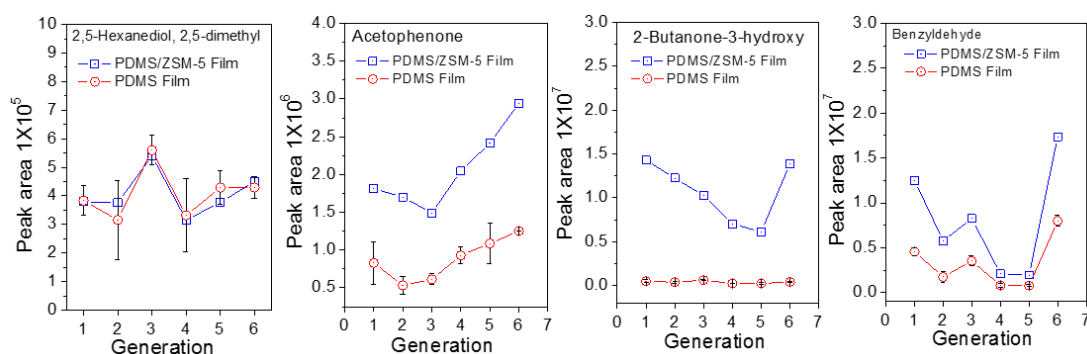 2,5-Hexanediol, 2,5-dimethyl
PDMS/ZSM-5 Film
PDMS Film
Peak area 1X10^5
10
9
8
7
6
5
4
3
2
1
0
1 2 3 4 5 6
Generation
Acetophenone
PDMS/ZSM-5 Film
PDMS Film
Peak area 1X10^6
4.0
3.5
3.0
2.5
2.0
1.5
1.0
0.5
0 1 2 3 4 5 6 7
Generation
2-Butanone-3-hydroxy
PDMS/ZSM-5 Film
PDMS Film
Peak area 1X10^7
3.0
2.5
2.0
1.5
1.0
0.5
0.0
0 1 2 3 4 5 6 7
Generation
Benzyldehyde
PDMS/ZSM-5 Film
PDMS Film
Peak area 1X10^7
3.0
2.5
2.0
1.5
1.0
0.5
0.0
0 1 2 3 4 5 6 7
Generation